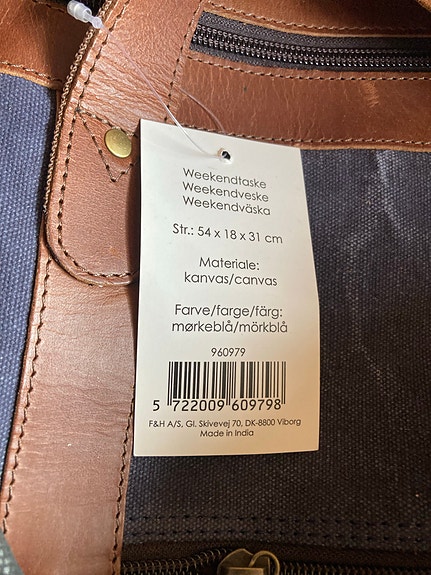 Weekendtaske
Weekendveske
Weekendväska
Str.: 54 x 18 x 31 cm
Materiale:
kanvas/canvas
Farve/farge/färg:
mørkeblå/mörkblå
960979
5 722009 609798
F&H A/S, Gl. Skivevej 70, DK-8800 Viborg
Made in India